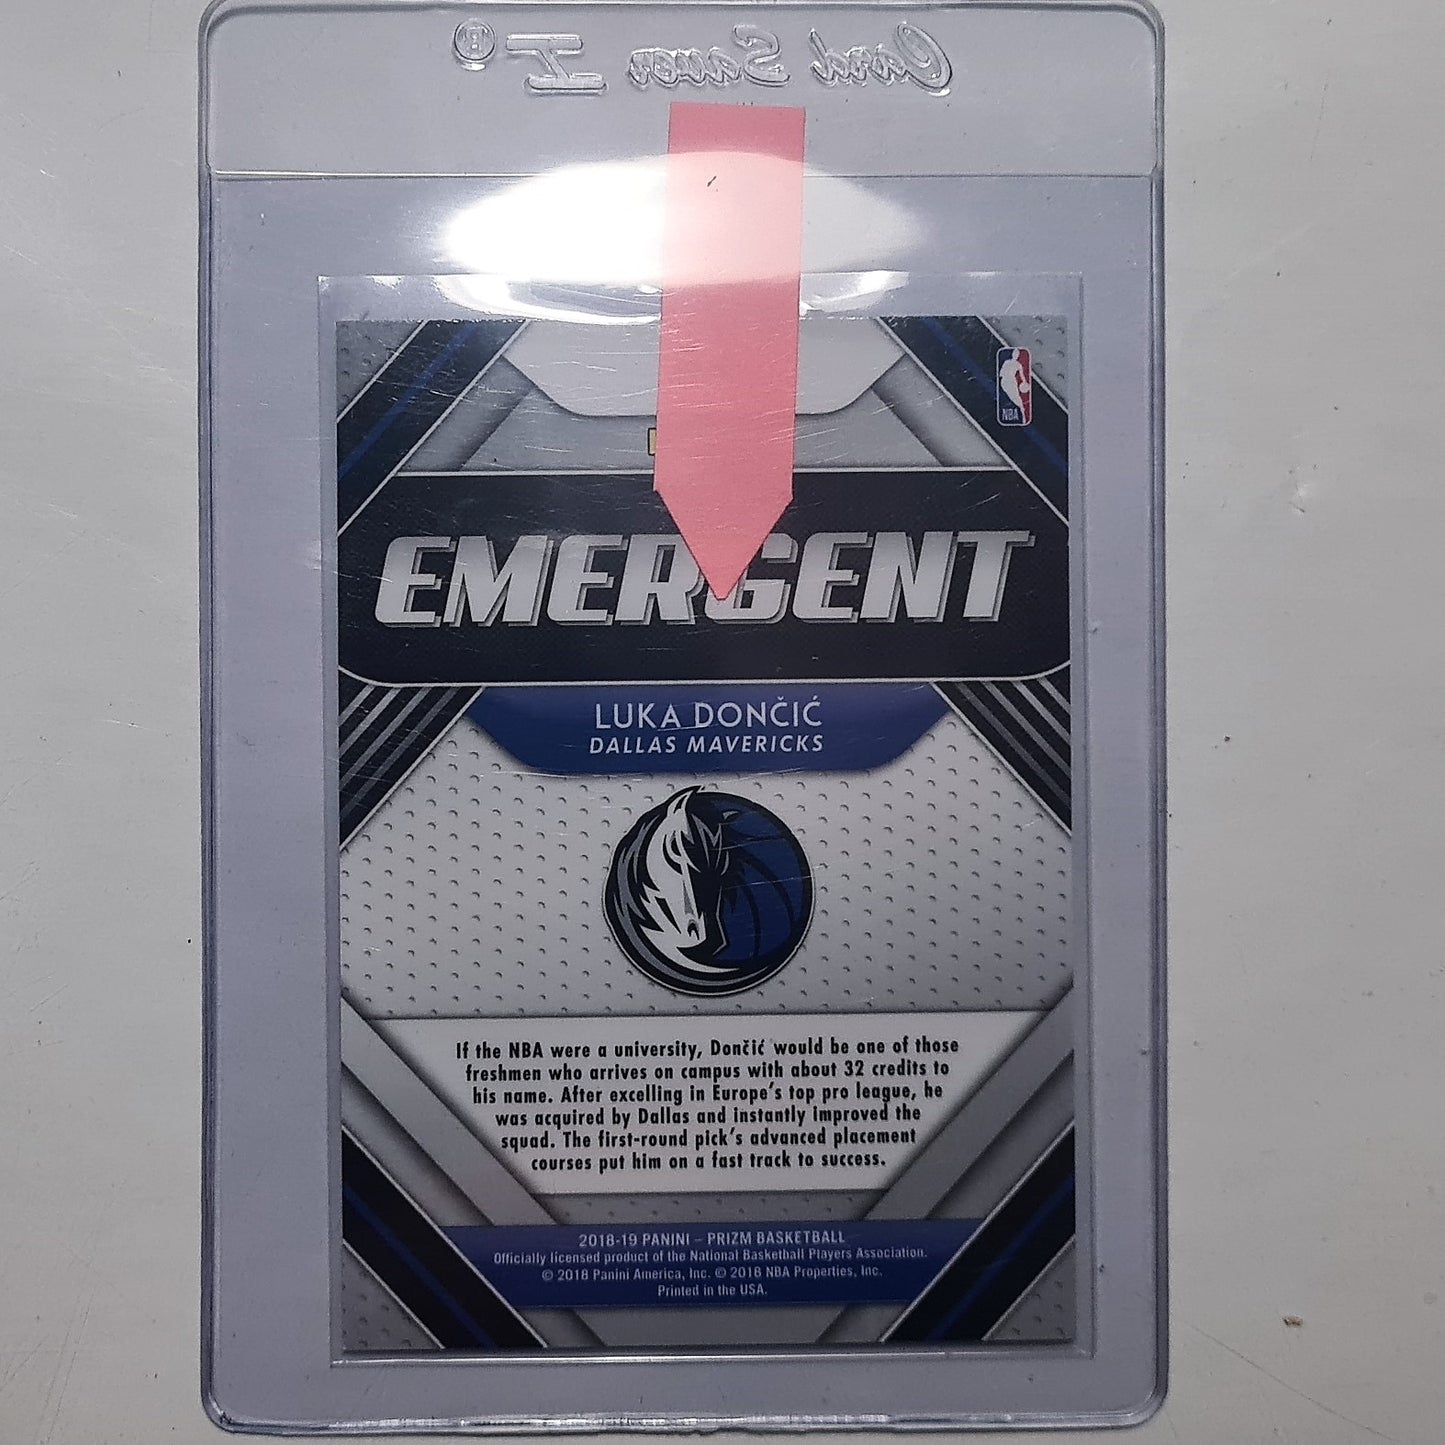 Card Saver I®
NBA
EMERGENT
LUKA DONČIĆ
DALLAS MAVERICKS
If the NBA were a university, Dončić would be one of those
freshmen who arrives on campus with about 32 credits to
his name. After excelling in Europe's top pro league, he
was acquired by Dallas and instantly improved the
squad. The first-round pick's advanced placement
courses put him on a fast track to success.
2018-19 PANINI – PRIZM BASKETBALL
Officially licensed product of the National Basketball Players Association.
© 2018 Panini America, Inc. © 2018 NBA Properties, Inc.
Printed in the USA.